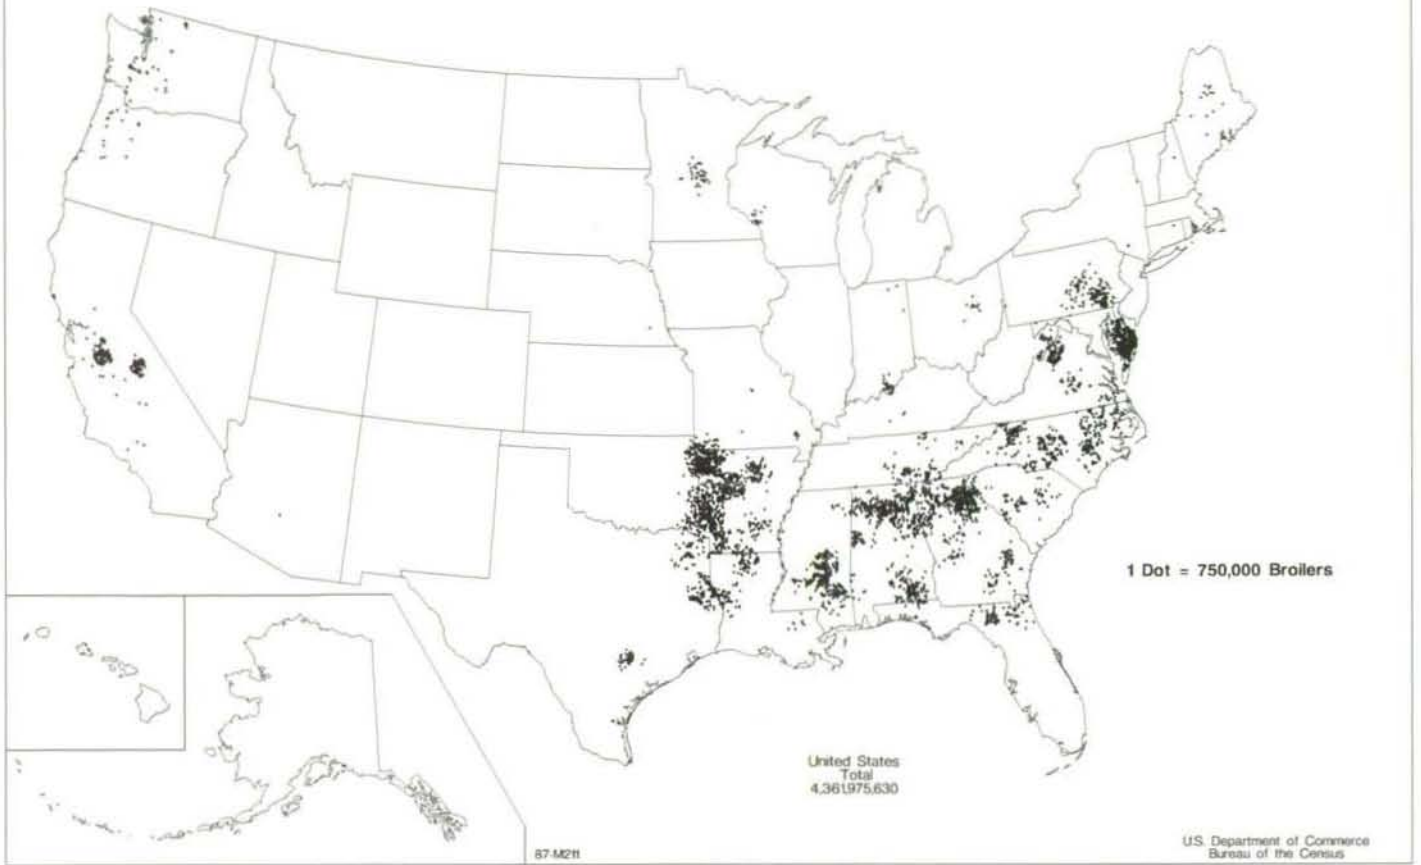 1 Dot = 750,000 Broilers
United States
Total
4,361,975,630
87-M211
U.S. Department of Commerce
Bureau of the Census